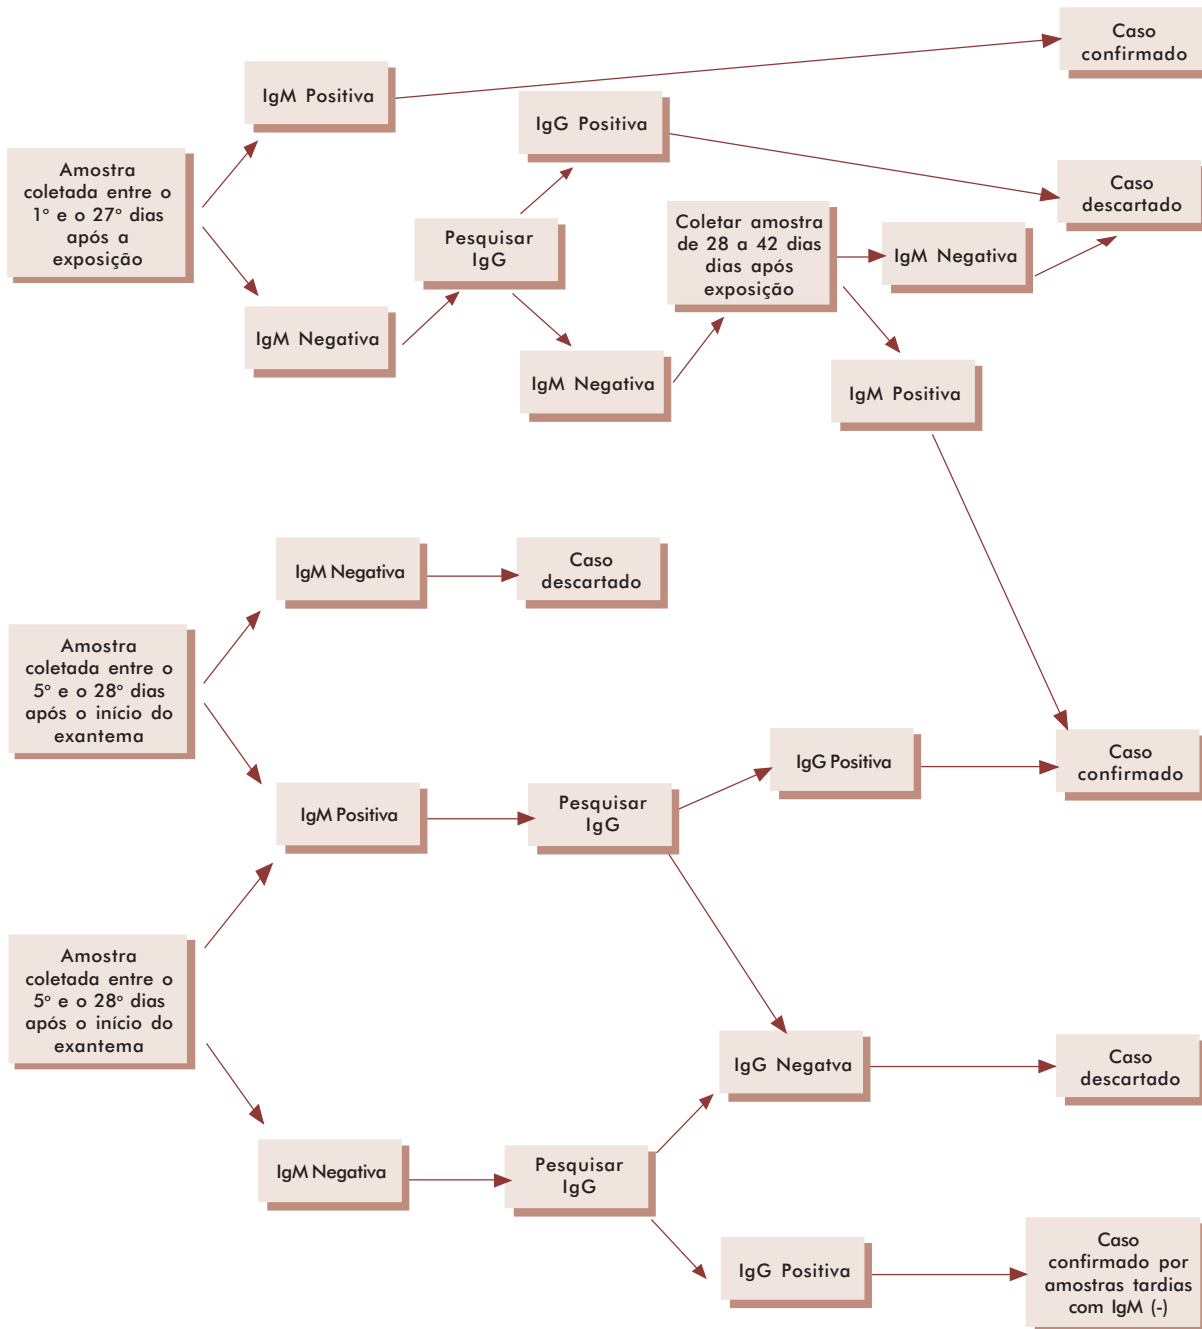 Caso
confirmado
IgM Positiva
IgG Positiva
Amostra
coletada entre o
1º e o 27º dias
após a
exposição
Caso
descartado
Coletar amostra
de 28 a 42 dias
dias após
exposição
Pesquisar
IgG
IgM Negativa
IgM Negativa
IgM Negativa
IgM Positiva
IgM Negativa
Caso
descartado
Amostra
coletada entre o
5º e o 28º dias
após o início do
exantema
IgG Positiva
Caso
confirmado
IgM Positiva
Pesquisar
IgG
Amostra
coletada entre o
5º e o 28º dias
após o início do
exantema
IgG Negatva
Caso
descartado
IgM Negativa
Pesquisar
IgG
IgG Positiva
Caso
confirmado por
amostras tardias
com IgM (-)